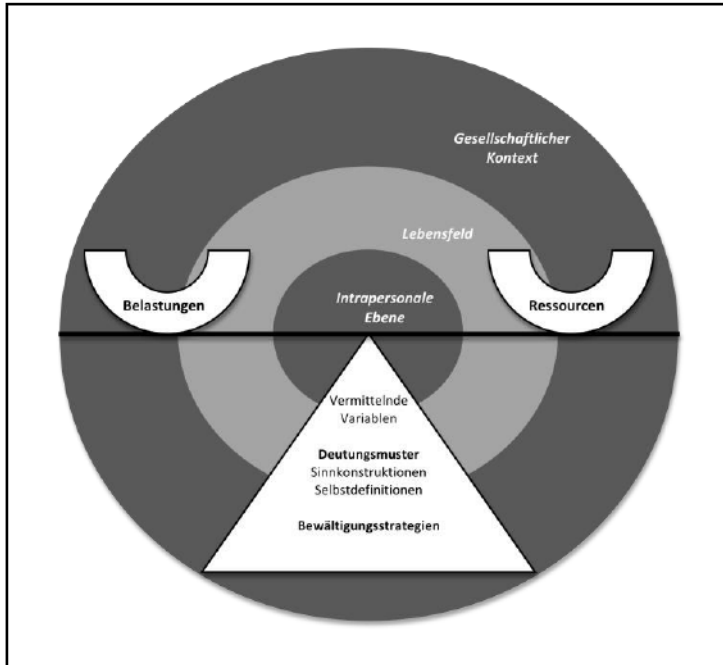 Gesellschaftlicher
Kontext
Lebensfeld
Intrapersonale
Ebene
Belastungen
Ressourcen
Vermittelnde
Variablen
Deutungsmuster
Sinnkonstruktionen
Selbstdefinitionen
Bewältigungsstrategien